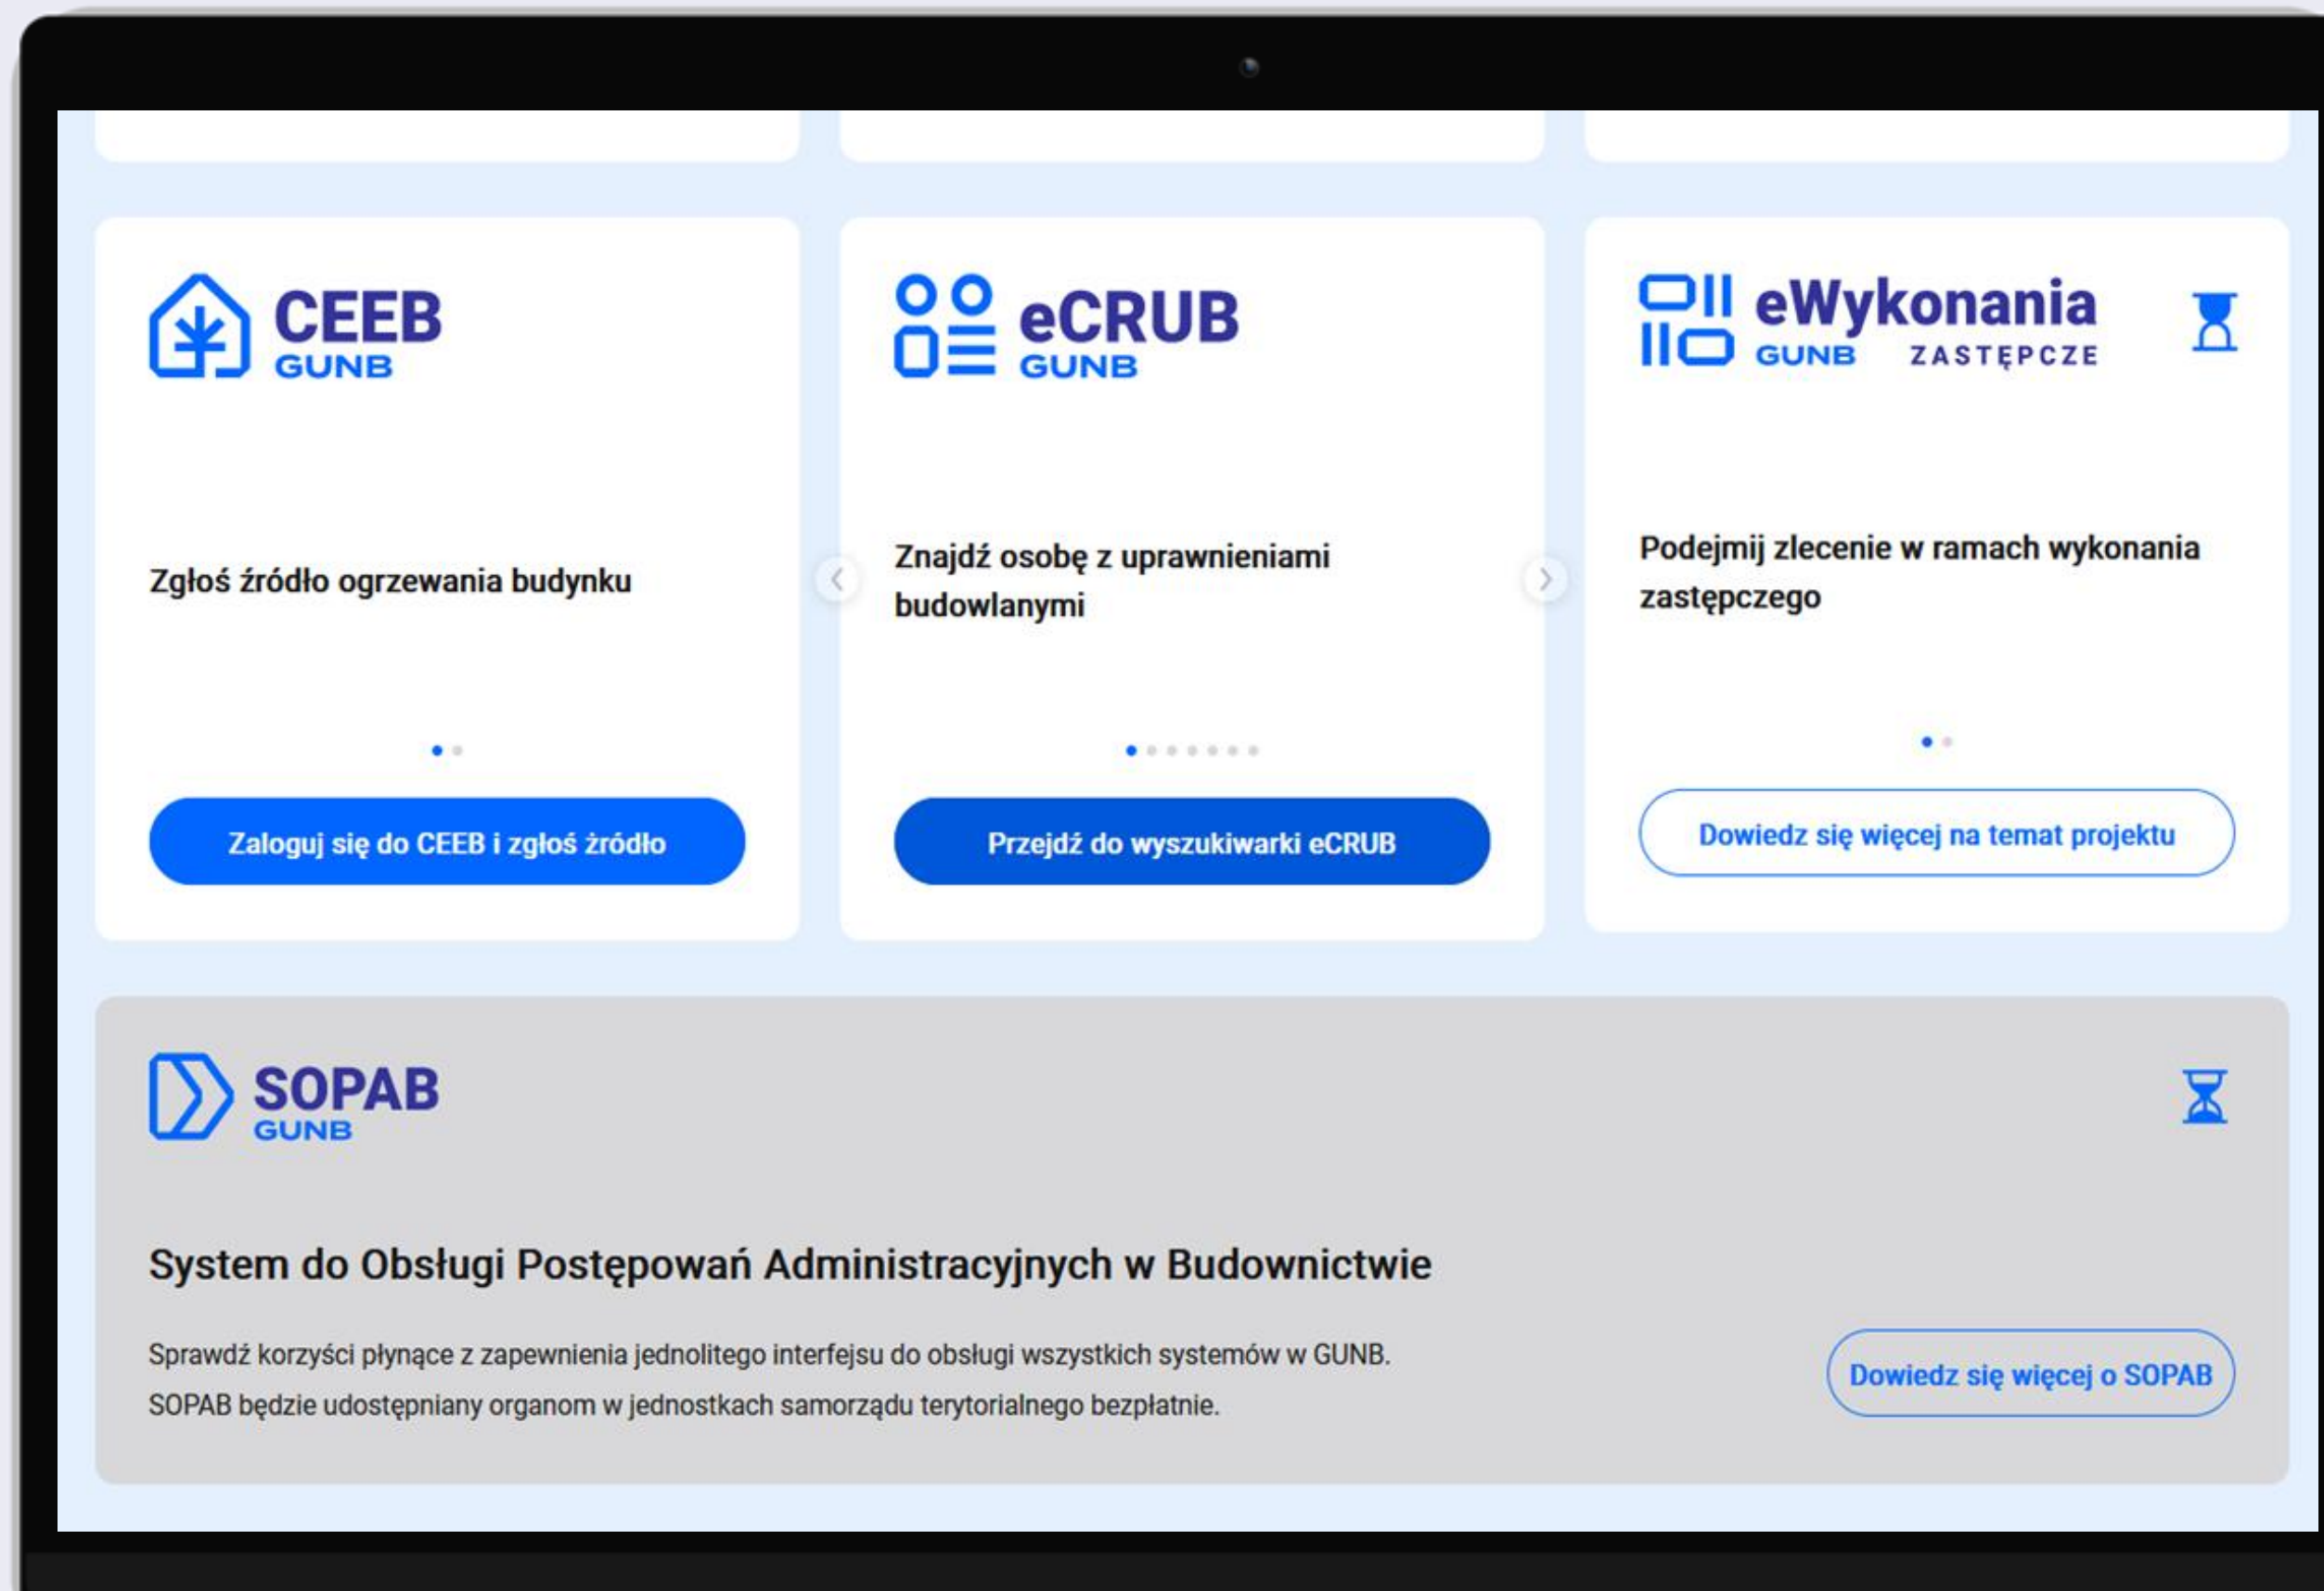 CEEB
GUNB
eCRUB
GUNB
eWykonania
GUNB ZASTĘPCZE
Zgłoś źródło ogrzewania budynku
Znajdź osobę z uprawnieniami
budowlanymi
Podejmij zlecenie w ramach wykonania
zastępczego
Zaloguj się do CEEB i zgłoś żródło
Przejdź do wyszukiwarki eCRUB
Dowiedz się więcej na temat projektu
SOPAB
GUNB
System do Obsługi Postępowań Administracyjnych w Budownictwie
Sprawdź korzyści płynące z zapewnienia jednolitego interfejsu do obsługi wszystkich systemów w GUNB.
SOPAB będzie udostępniany organom w jednostkach samorządu terytorialnego bezpłatnie.
Dowiedz się więcej o SOPAB